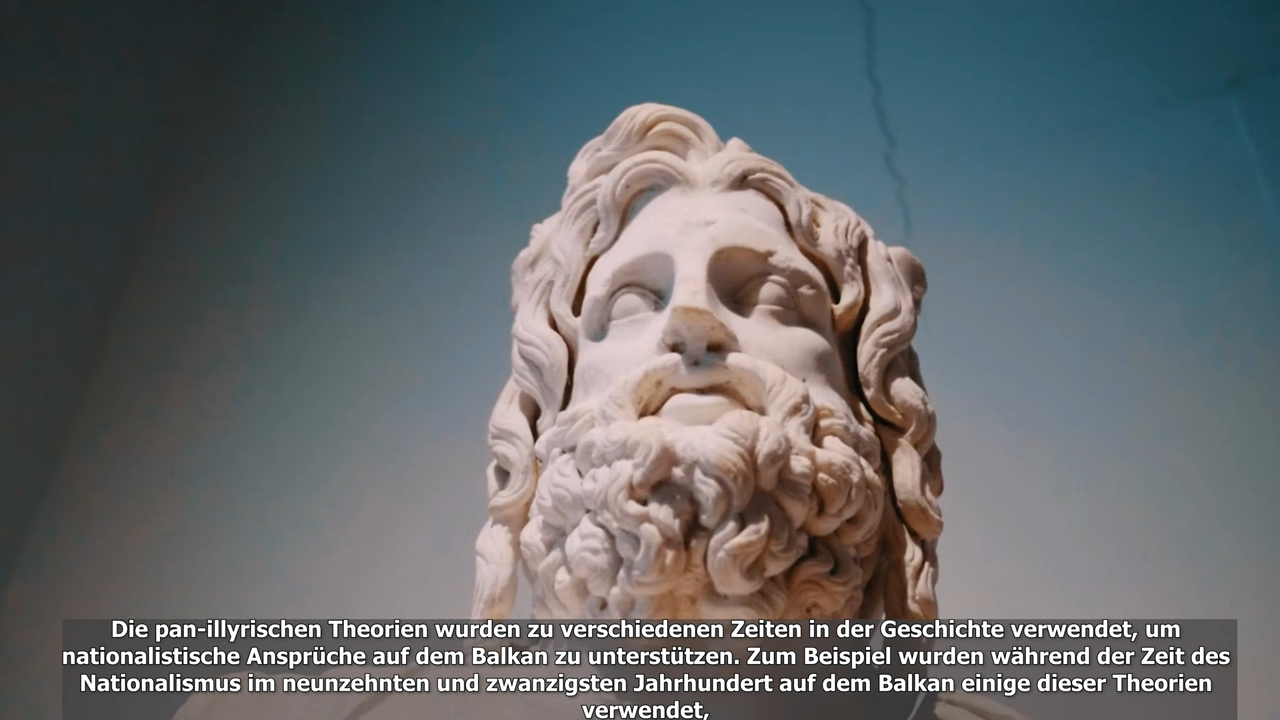 Die pan-illyrischen Theorien wurden zu verschiedenen Zeiten in der Geschichte verwendet, um
nationalistische Ansprüche auf dem Balkan zu unterstützen. Zum Beispiel wurden während der Zeit des
Nationalismus im neunzehnten und zwanzigsten Jahrhundert auf dem Balkan einige dieser Theorien
verwendet,